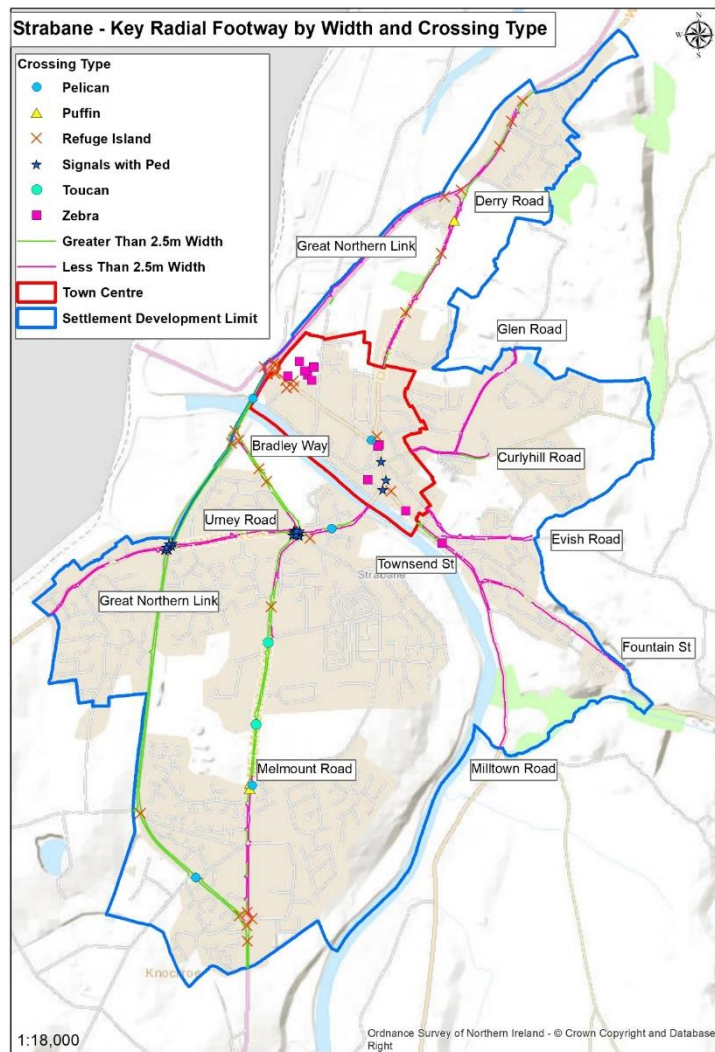 Strabane - Key Radial Footway by Width and Crossing Type
Crossing Type
Pelican
Puffin
Refuge Island
Signals with Ped
Toucan
Zebra
Greater Than 2.5m Width
Less Than 2.5m Width
Town Centre
Settlement Development Limit
N
W
E
S
Derry Road
Great Northern Link
Glen Road
Bradley Way
Curlyhill Road
Urney Road
Evish Road
Townsend St
Strabane
Great Northern Link
Fountain St
Melmount Road
Milltown Road
1:18,000
Ordnance Survey of Northern Ireland - © Crown Copyright and Database
Right